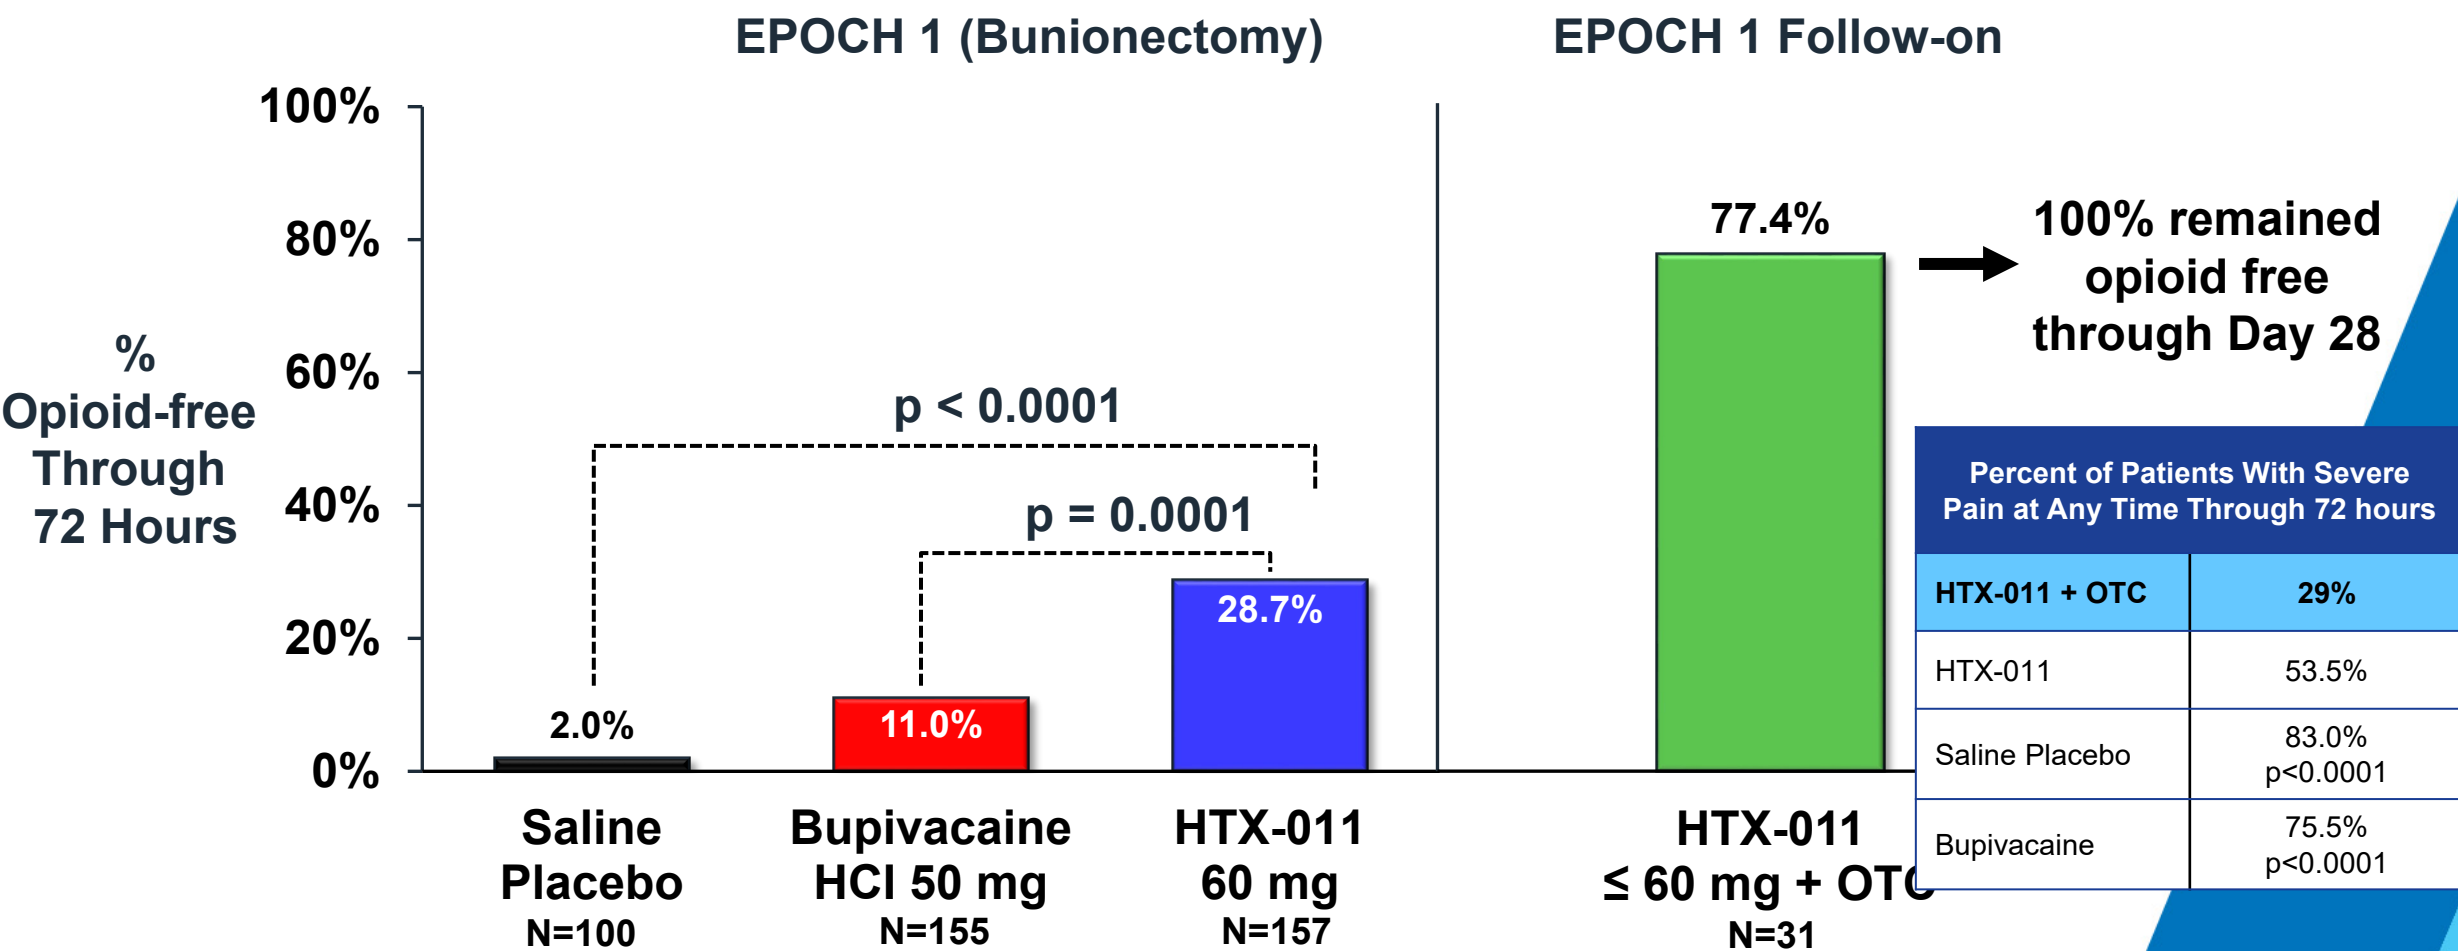 EPOCH 1 (Bunionectomy)
EPOCH 1 Follow-on
100%
80%
60%
40%
20%
0%
%
Opioid-free
Through
72 Hours
p < 0.0001
p = 0.0001
2.0%
11.0%
28.7%
77.4%
100% remained
opioid free
through Day 28
Saline
Placebo
N=100
Bupivacaine
HCl 50 mg
N=155
HTX-011
60 mg
N=157
HTX-011
≤ 60 mg + OTC
N=31
Percent of Patients With Severe
Pain at Any Time Through 72 hours
HTX-011 + OTC 29%
HTX-011 53.5%
Saline Placebo 83.0%
p<0.0001
Bupivacaine 75.5%
p<0.0001